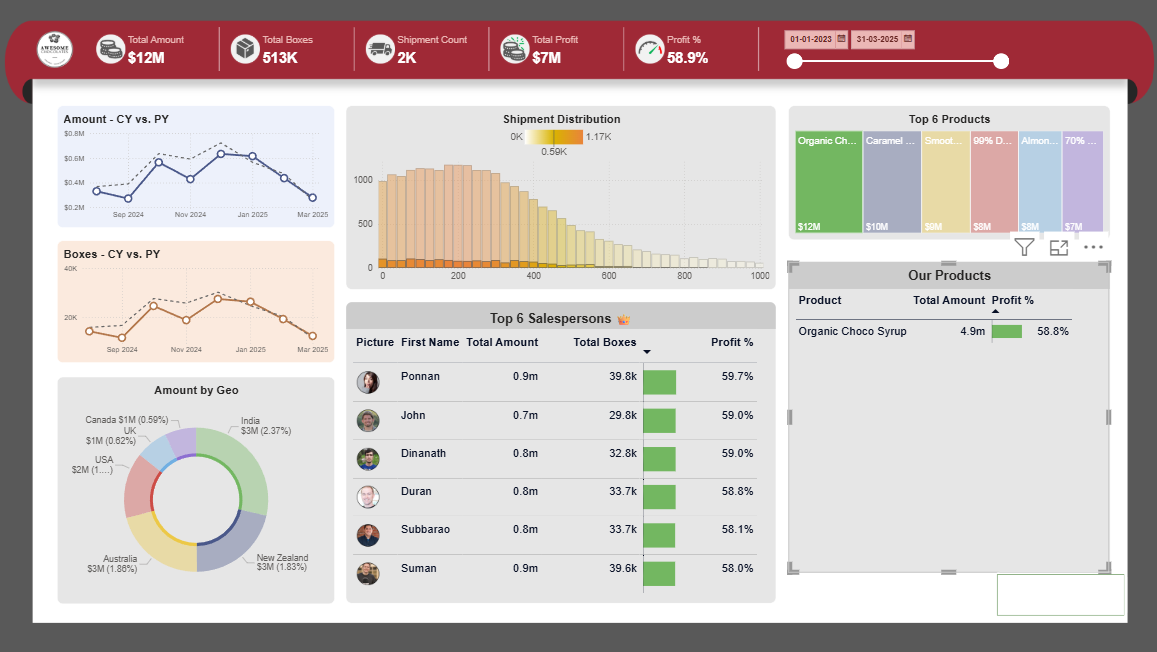 AWESOME
CHOCOLATES
Total Amount
$12M
Total Boxes
513K
Shipment Count
2K
Total Profit
$7M
Profit %
58.9%
01-01-2023
31-03-2025
Amount - CY vs. PY
$0.8M
$0.6M
$0.4M
$0.2M
Sep 2024 Nov 2024 Jan 2025 Mar 2025
Boxes - CY vs. PY
40K
20K
Sep 2024 Nov 2024 Jan 2025 Mar 2025
Amount by Geo
Canada $1M (0.59%)
UK
$1M (0.62%)
USA
$2M (1....)
India
$3M (2.37%)
Australia
$3M (1.86%)
New Zealand
$3M (1.83%)
Shipment Distribution
0K 1.17K
0.59K
1000
500
0
0 200 400 600 800 1000
Top 6 Salespersons
Picture First Name Total Amount Total Boxes Profit %
Ponnan 0.9m 39.8k 59.7%
John 0.7m 29.8k 59.0%
Dinanath 0.8m 32.8k 59.0%
Duran 0.8m 33.7k 58.8%
Subbarao 0.8m 33.7k 58.1%
Suman 0.9m 39.6k 58.0%
Top 6 Products
Organic Ch... Caramel ... Smoot... 99% D... Almon... 70% ...
$12M $10M $9M $8M $8M $7M
Our Products
Product Total Amount Profit %
Organic Choco Syrup 4.9m 58.8%